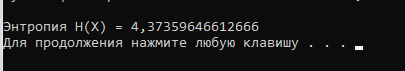 Энтропия H(X) = 4,37359646612666
Для продолжения нажмите любую клавишу . . .